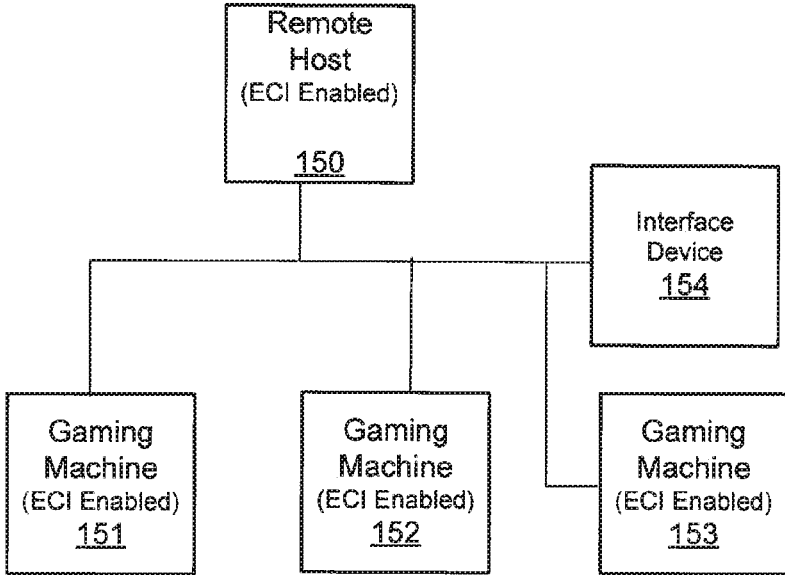 Remote
Host
(ECI Enabled)
150
Interface
Device
154
Gaming
Machine
(ECI Enabled)
151
Gaming
Machine
(ECI Enabled)
152
Gaming
Machine
(ECI Enabled)
153